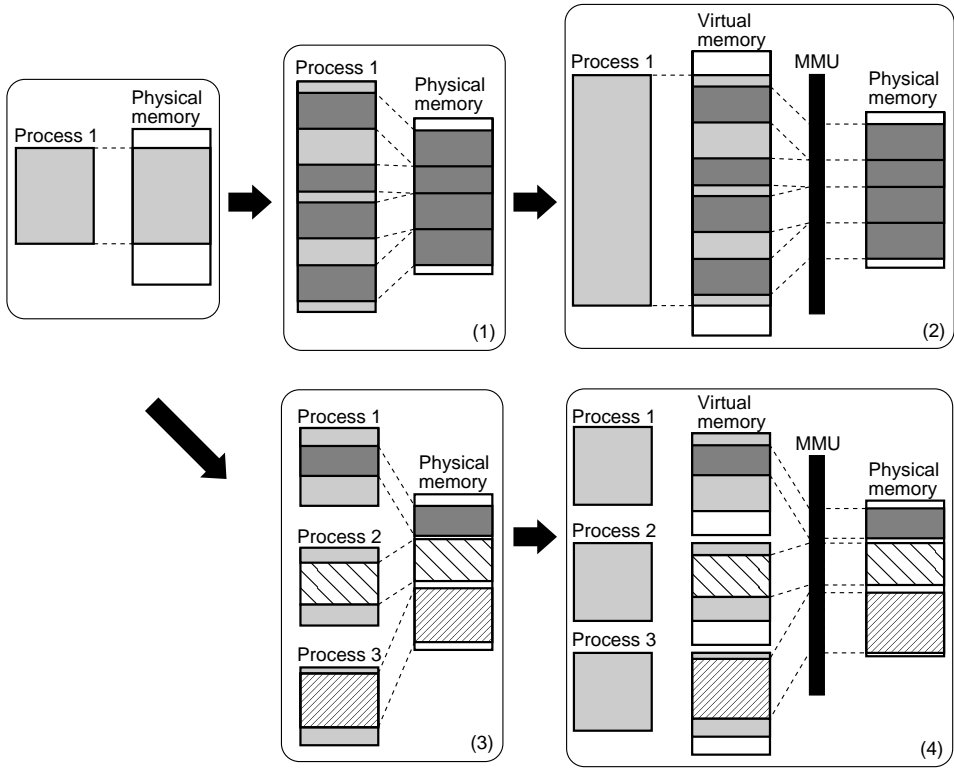 Process 1
Physical
memory
Process 1
Physical
memory
(1)
Process 1
Virtual
memory
MMU
Physical
memory
(2)
Process 1
Process 2
Process 3
Physical
memory
(3)
Process 1
Process 2
Process 3
Virtual
memory
MMU
Physical
memory
(4)